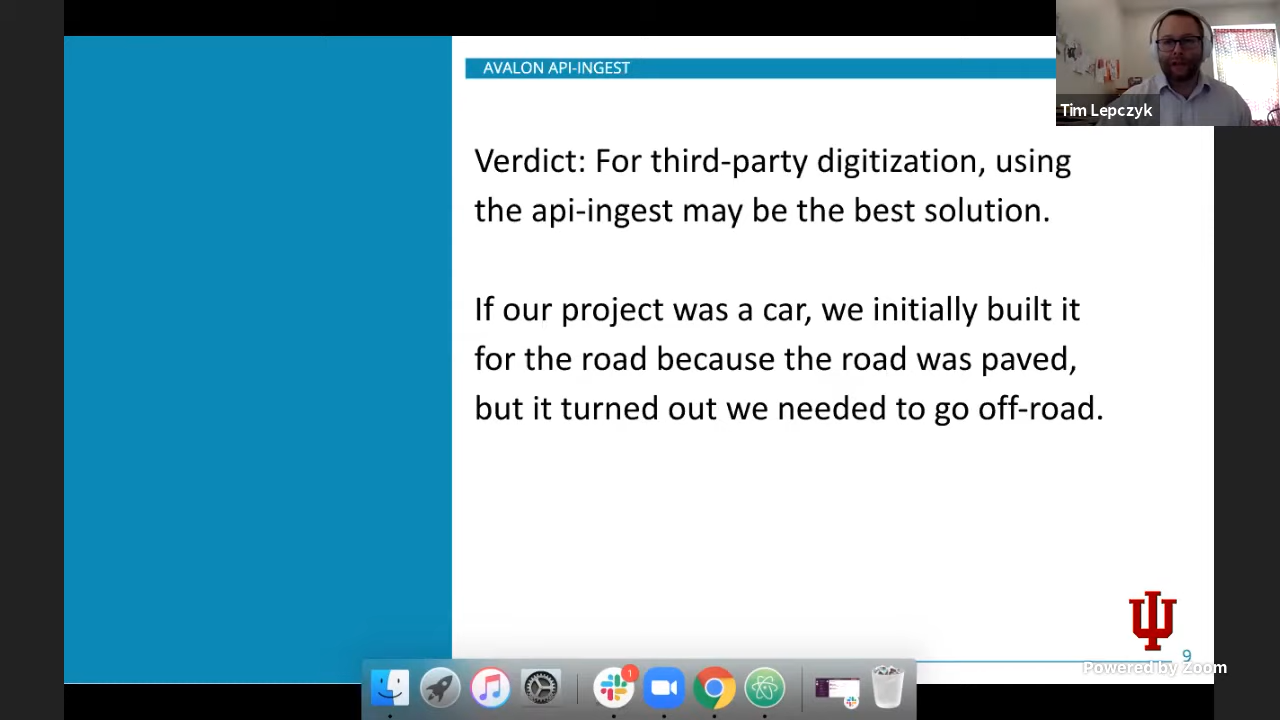 AVALON API-INGEST
Tim Lepczyk
Verdict: For third-party digitization, using
the api-ingest may be the best solution.
If our project was a car, we initially built it
for the road because the road was paved,
but it turned out we needed to go off-road.
9
Powered by Zoom
1